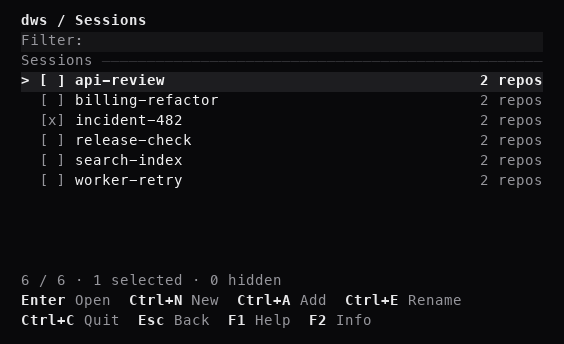 dws / Sessions
Filter:
Sessions
> [ ] api-review 2 repos
[ ] billing-refactor 2 repos
[x] incident-482 2 repos
[ ] release-check 2 repos
[ ] search-index 2 repos
[ ] worker-retry 2 repos
6 / 6 · 1 selected · 0 hidden
Enter Open Ctrl+N New Ctrl+A Add Ctrl+E Rename
Ctrl+C Quit Esc Back F1 Help F2 Info